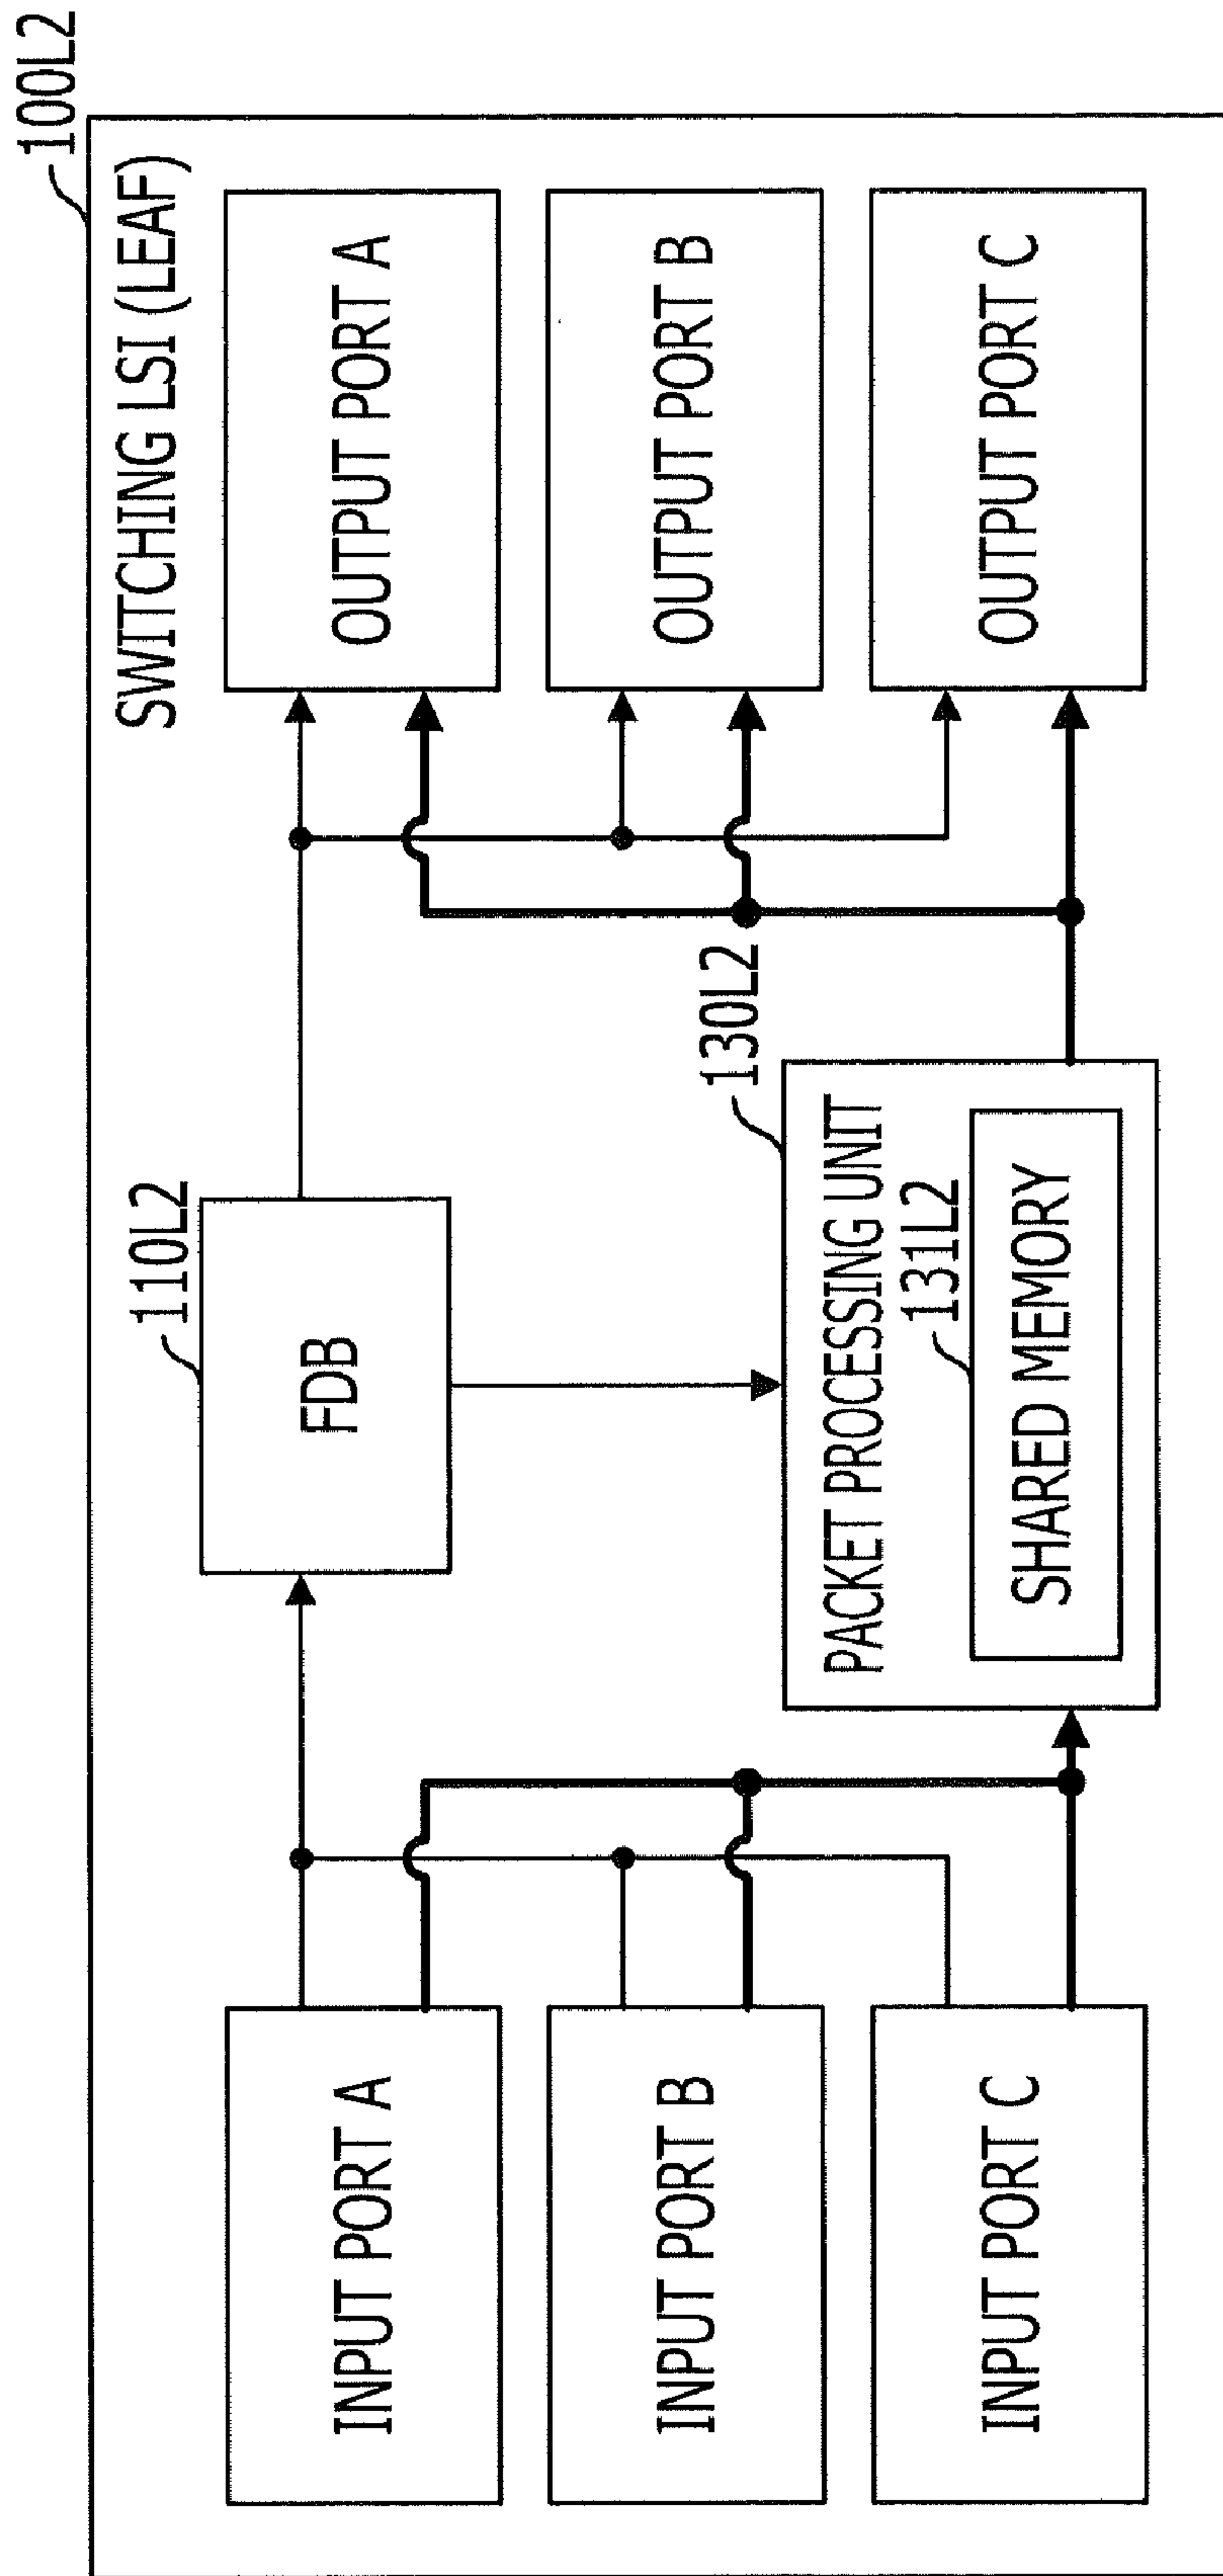 100L2
SWITCHING LSI (LEAF)
INPUT PORT A
INPUT PORT B
INPUT PORT C
110L2
FDB
130L2
PACKET PROCESSING UNIT
131L2
SHARED MEMORY
OUTPUT PORT A
OUTPUT PORT B
OUTPUT PORT C